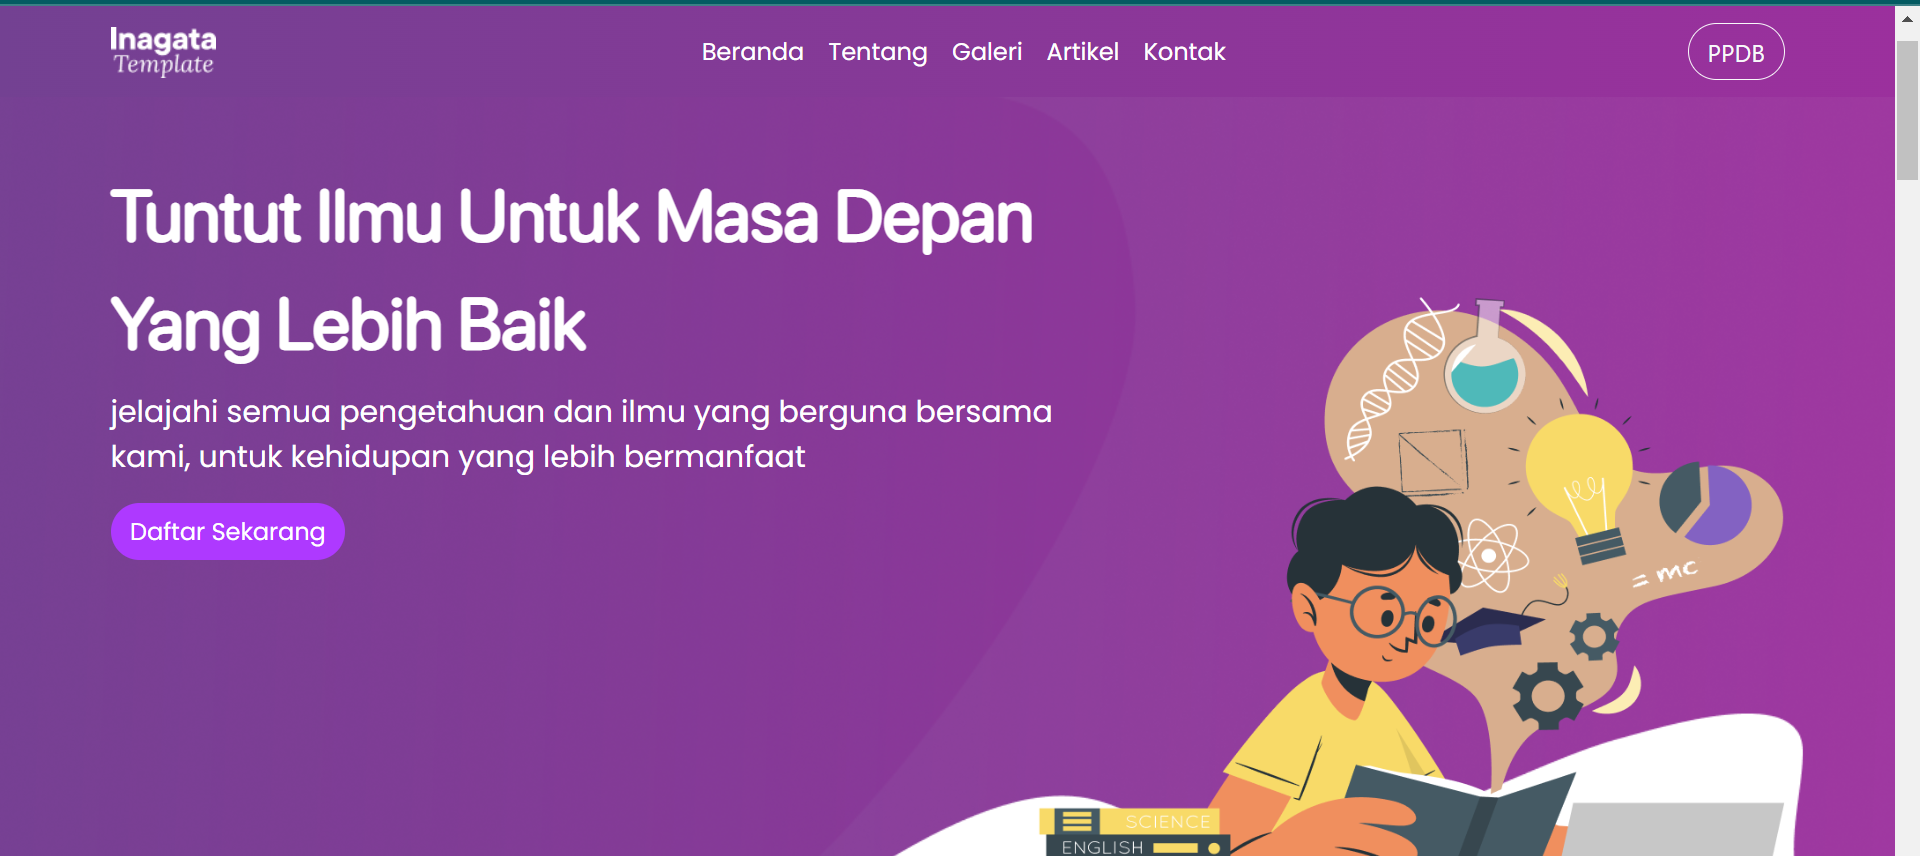 Inagata
Template
Beranda Tentang Galeri Artikel Kontak
PPDB
Tuntut Ilmu Untuk Masa Depan
Yang Lebih Baik
jelajahi semua pengetahuan dan ilmu yang berguna bersama
kami, untuk kehidupan yang lebih bermanfaat
Daftar Sekarang
= mc
SCIENCE
ENGLISH